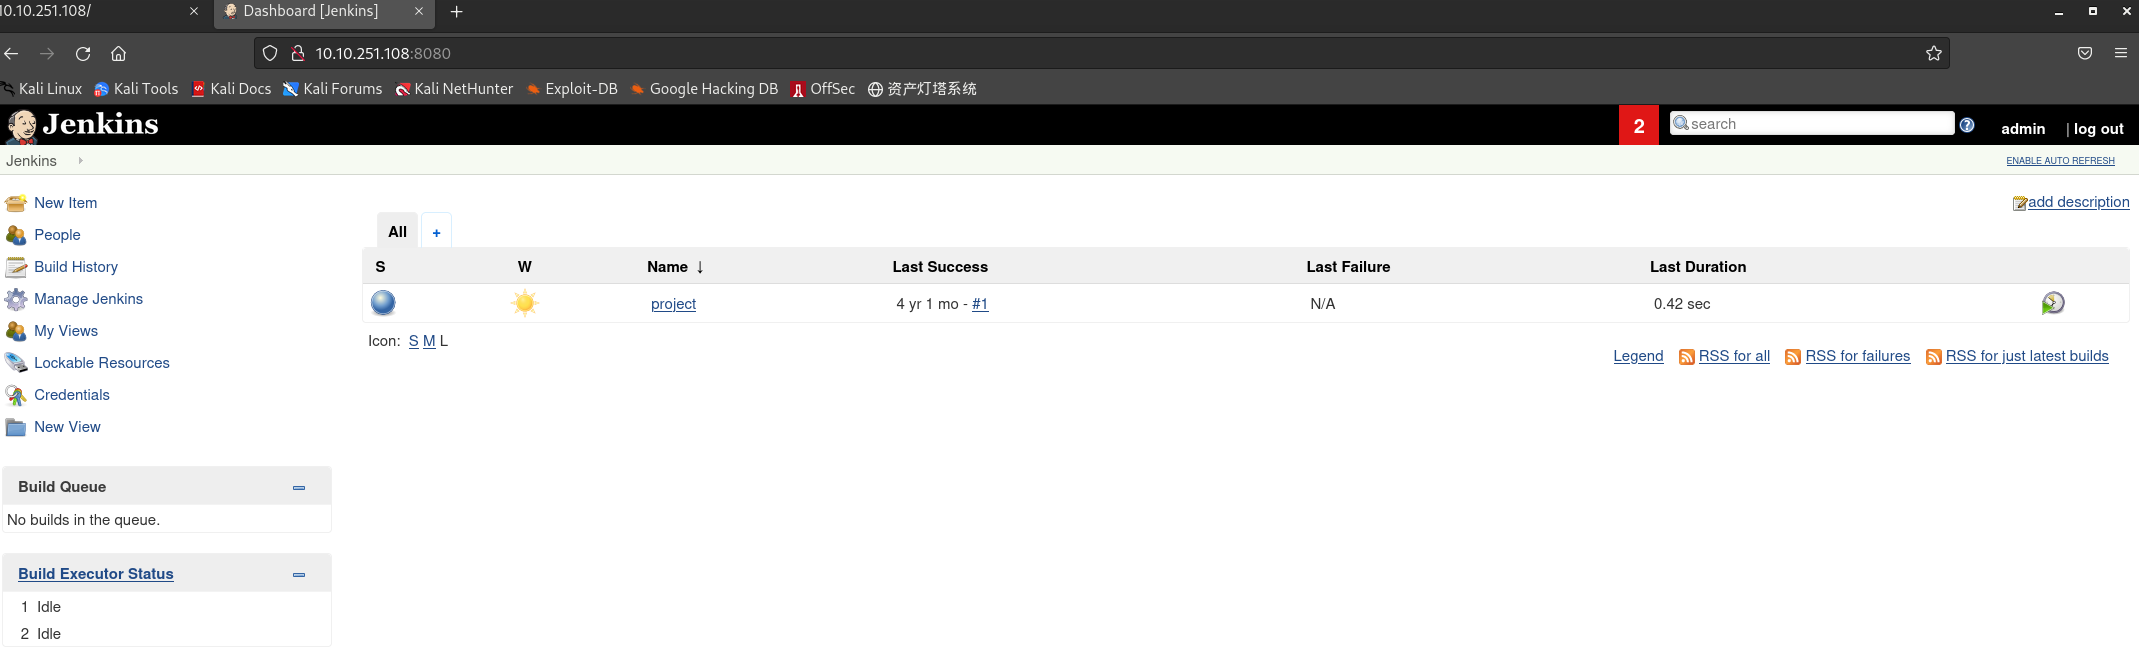 10.10.251.108/
Dashboard [Jenkins]
10.10.251.108:8080
Kali Linux Kali Tools Kali Docs Kali Forums Kali NetHunter Exploit-DB Google Hacking DB OffSec 资产灯塔系统
Jenkins 2 search admin | log out
Jenkins ENABLE AUTO REFRESH
New Item
People
Build History
Manage Jenkins
My Views
Lockable Resources
Credentials
New View
Build Queue
No builds in the queue.
Build Executor Status
1 Idle
2 Idle
add description
All +
S W Name ↓ Last Success Last Failure Last Duration
project 4 yr 1 mo - #1 N/A 0.42 sec
Icon: S M L
Legend RSS for all RSS for failures RSS for just latest builds